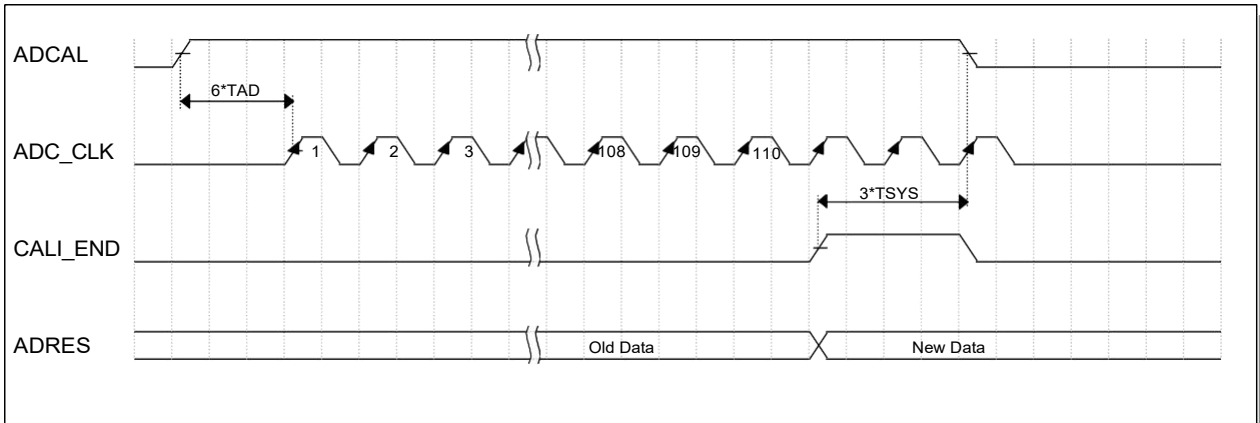 ADCAL
6*TAD
ADC_CLK
1 2 3 108 109 110
3*TSYS
CALI_END
ADRES Old Data New Data